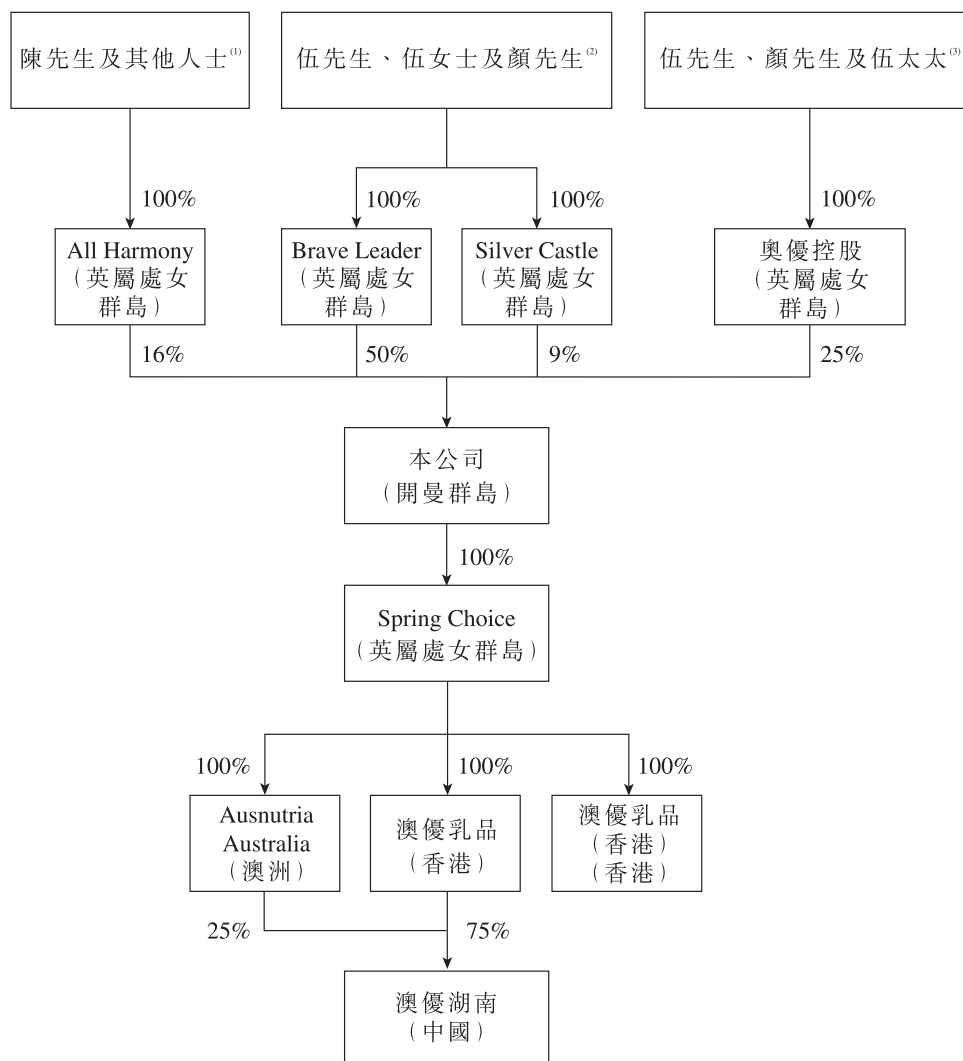 陳先生及其他人士(1)
伍先生、伍女士及顏先生(2)
伍先生、顏先生及伍太太(3)
100%
100%
100%
100%
All Harmony
(英屬處女
群島)
Brave Leader
(英屬處女
群島)
Silver Castle
(英屬處女
群島)
奧優控股
(英屬處女
群島)
16%
50%
9%
25%
本公司
(開曼群島)
100%
Spring Choice
(英屬處女群島)
100%
100%
100%
Ausnutria
Australia
(澳洲)
澳優乳品
(香港)
澳優乳品
(香港)
(香港)
25%
75%
澳優湖南
(中國)